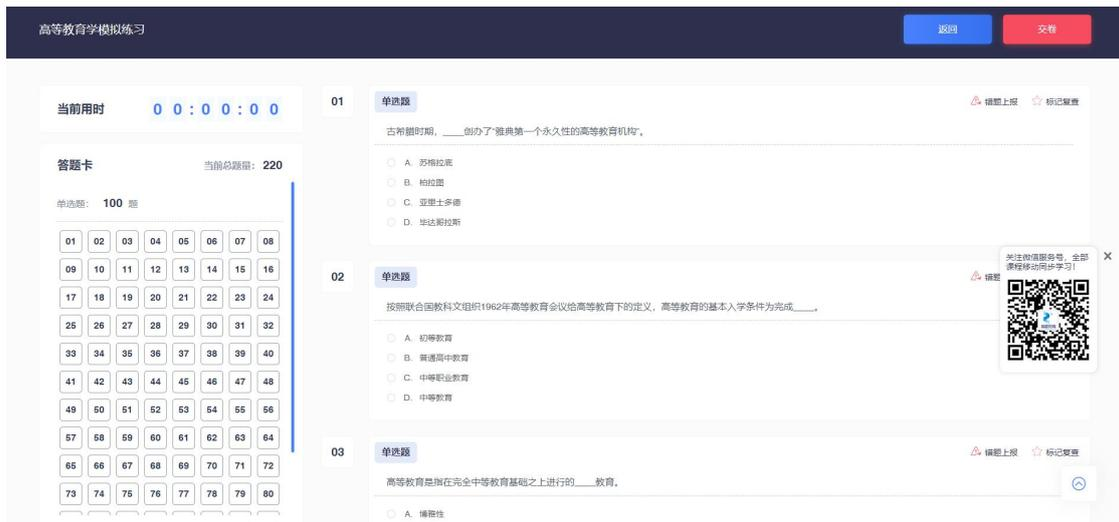 高等教育学模拟练习
返回
交卷
当前用时
00:00:00
答题卡
当前总题量: 220
单选题: 100 题
01 02 03 04 05 06 07 08
09 10 11 12 13 14 15 16
17 18 19 20 21 22 23 24
25 26 27 28 29 30 31 32
33 34 35 36 37 38 39 40
41 42 43 44 45 46 47 48
49 50 51 52 53 54 55 56
57 58 59 60 61 62 63 64
65 66 67 68 69 70 71 72
73 74 75 76 77 78 79 80
01
单选题
错题上报
标记复查
古希腊时期，____创办了“雅典第一个永久性的高等教育机构”。
A. 苏格拉底
B. 柏拉图
C. 亚里士多德
D. 毕达哥拉斯
02
单选题
错题
按照联合国教科文组织1962年高等教育会议给高等教育下的定义，高等教育的基本入学条件为完成____。
A. 初等教育
B. 普通高中教育
C. 中等职业教育
D. 中等教育
关注微信服务号，全部
课程移动同步学习！
03
单选题
错题上报
标记复查
高等教育是指在完全中等教育基础之上进行的____教育。
A. 博雅性